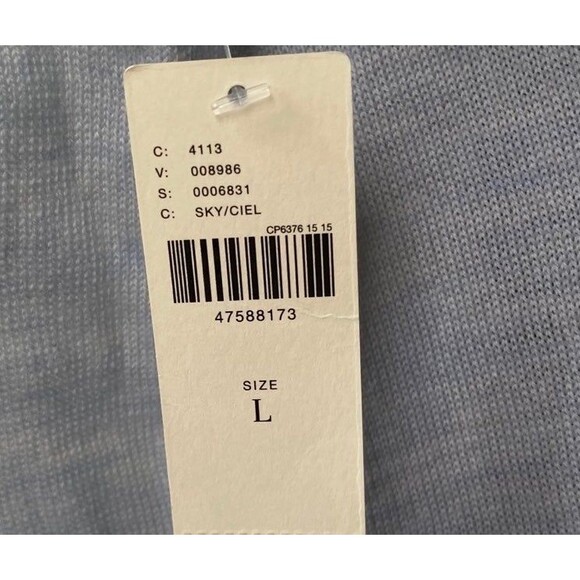 C: 4113
V: 008986
S: 0006831
C: SKY/CIEL
CP6376 15 15
47588173
SIZE
L